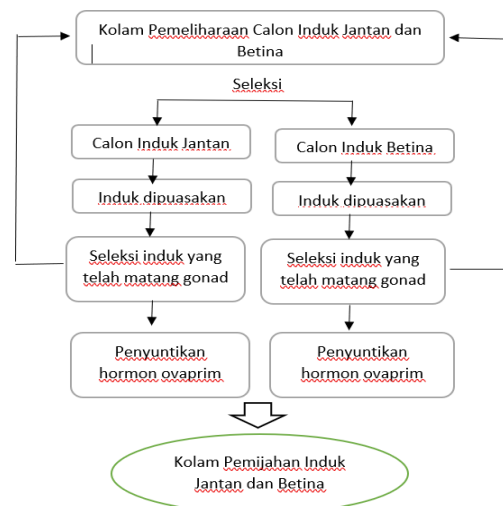 Kolam Pemeliharaan Calon Induk Jantan dan
Betina
Seleksi
Calon Induk Jantan
Calon Induk Betina
Induk dipuasakan
Induk dipuasakan
Seleksi induk yang
telah matang gonad
Seleksi induk yang
telah matang gonad
Penyuntikan
hormon ovaprim
Penyuntikan
hormon ovaprim
Kolam Pemijahan Induk
Jantan dan Betina